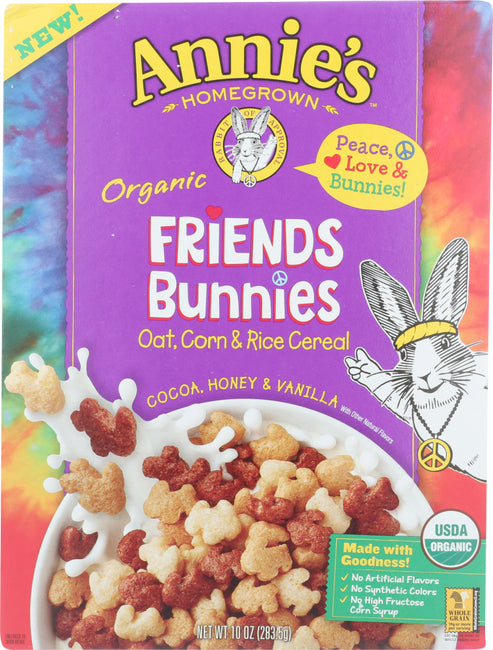 NEW!
Annie's™
HOMEGROWN
RABBIT OF APPROVAL
Peace,
Love &
Bunnies!
Organic
FRIENDS
Bunnies
Oat, Corn & Rice Cereal
COCOA, HONEY & VANILLA
With Other Natural Flavors
USDA
ORGANIC
Made with
Goodness!
✓ No Artificial Flavors
✓ No Synthetic Colors
✓ No High Fructose
Corn Syrup
WHOLE
GRAIN
NET WT 10 OZ (283.5g)